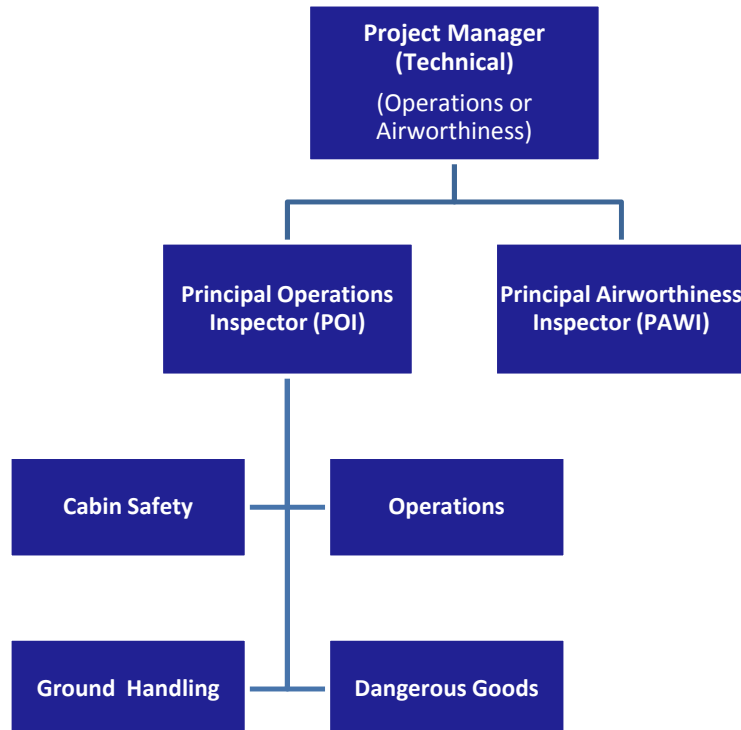 Project Manager
(Technical)
(Operations or
Airworthiness)
Principal Operations
Inspector (POI)
Principal Airworthiness
Inspector (PAWI)
Cabin Safety
Operations
Ground Handling
Dangerous Goods